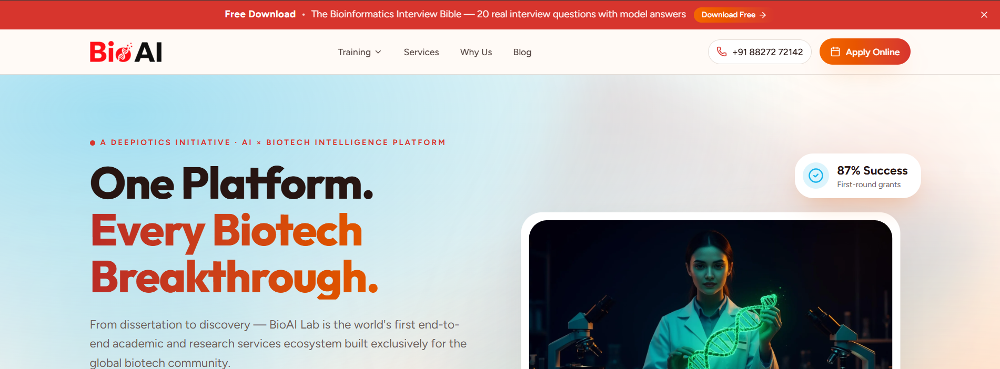 Free Download • The Bioinformatics Interview Bible — 20 real interview questions with model answers Download Free →
BioAI Training Services Why Us Blog +91 88272 72142 Apply Online
A DEEPIOTICS INITIATIVE · AI × BIOTECH INTELLIGENCE PLATFORM
One Platform.
Every Biotech
Breakthrough.
From dissertation to discovery — BioAI Lab is the world's first end-to-
end academic and research services ecosystem built exclusively for the
global biotech community.
87% Success
First-round grants